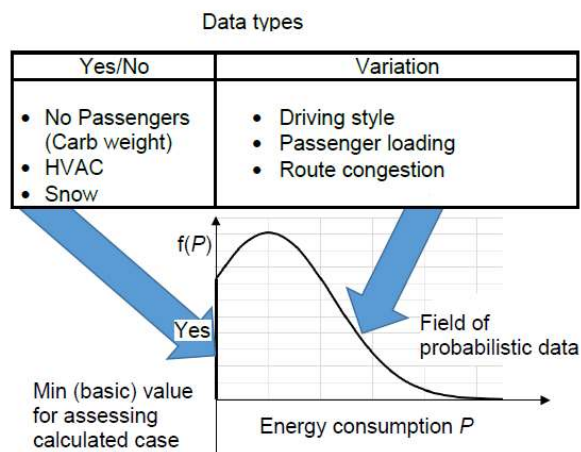 Data types
Yes/No
Variation
• No Passengers
(Carb weight)
• HVAC
• Snow
• Driving style
• Passenger loading
• Route congestion
f(P)
Yes
Field of
probabilistic data
Min (basic) value
for assessing
calculated case
Energy consumption P